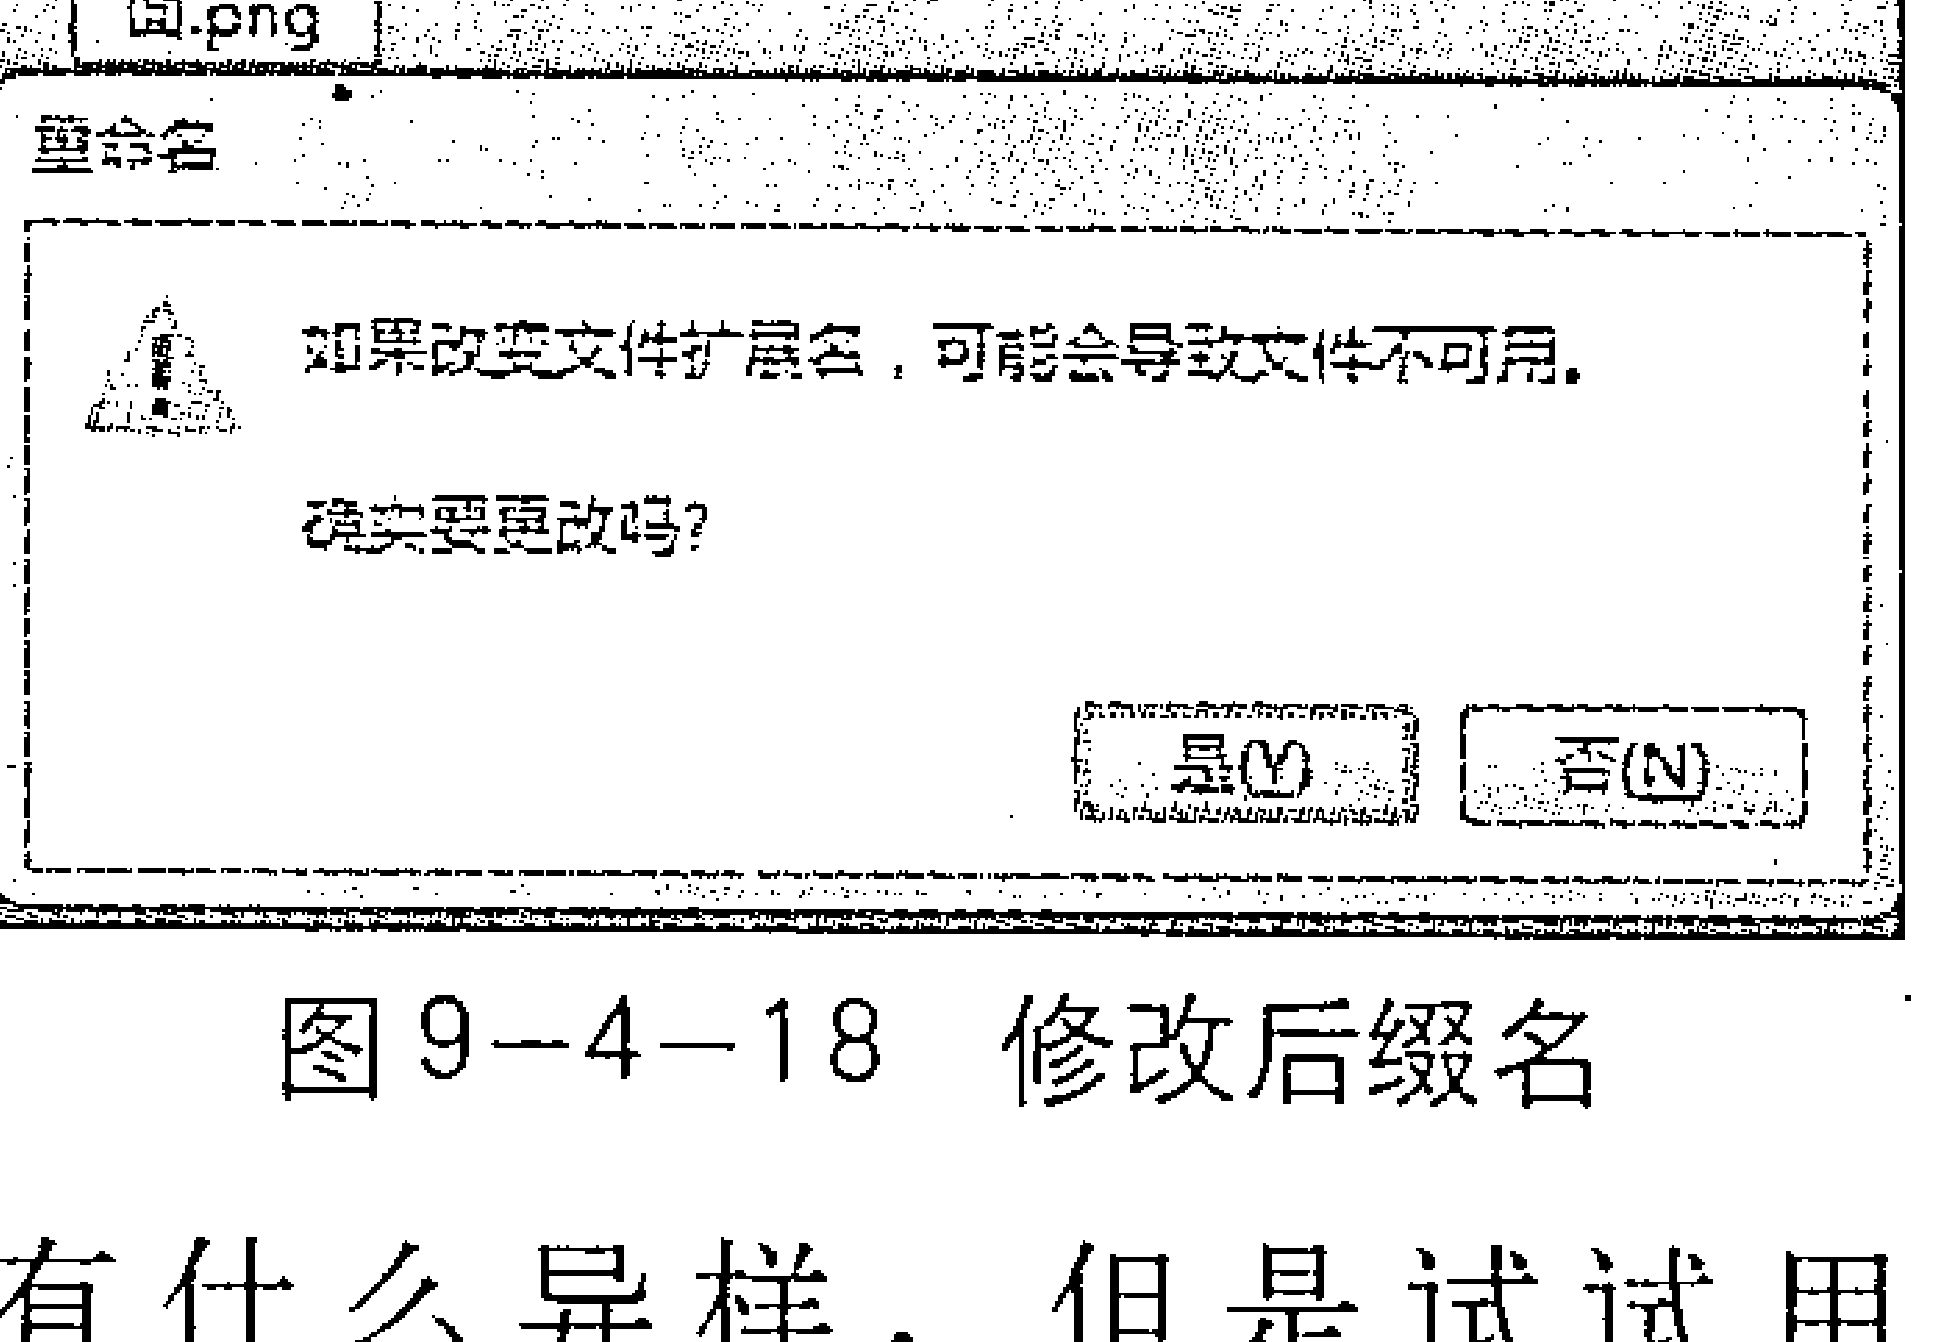 .png
重命名
如果改变文件扩展名，可能会导致文件不可用。
确实要更改吗?
是(Y) 否(N)
图9-4-18 修改后缀名
有什么异样，但是试试用